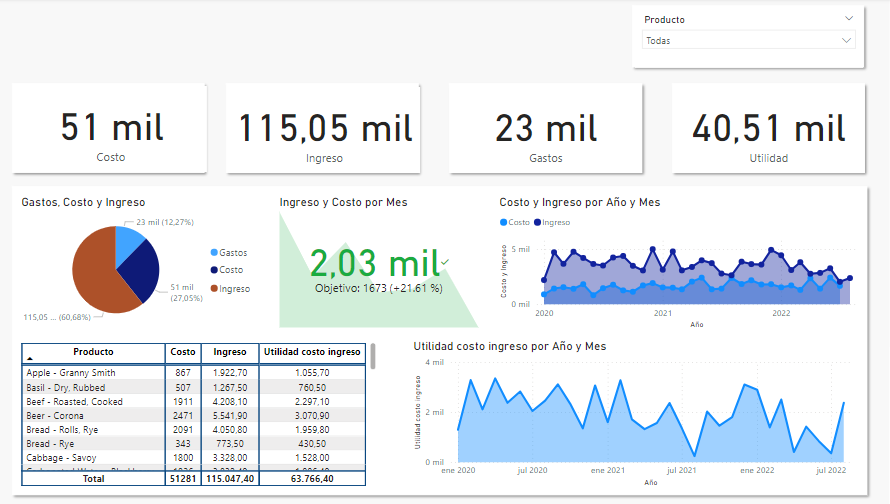 Producto
Todas
51 mil
Costo
115,05 mil
Ingreso
23 mil
Gastos
40,51 mil
Utilidad
Gastos, Costo y Ingreso
23 mil (12,27%)
51 mil
(27,05%)
115,05 ... (60,68%)
Gastos
Costo
Ingreso
Ingreso y Costo por Mes
2,03 mil
Objetivo: 1673 (+21.61 %)
Costo y Ingreso por Año y Mes
Costo Ingreso
Costo y Ingreso
5 mil
0 mil
2020 2021 2022
Año
Producto Costo Ingreso Utilidad costo ingreso
Apple - Granny Smith 867 1.922,70 1.055,70
Basil - Dry, Rubbed 507 1.267,50 760,50
Beef - Roasted, Cooked 1911 4.208,10 2.297,10
Beer - Corona 2471 5.541,90 3.070,90
Bread - Rolls, Rye 2091 4.050,80 1.959,80
Bread - Rye 343 773,50 430,50
Cabbage - Savoy 1800 3.328,00 1.528,00
Total 51281 115.047,40 63.766,40
Utilidad costo ingreso por Año y Mes
Utilidad costo ingreso
4 mil
2 mil
0 mil
ene 2020 jul 2020 ene 2021 jul 2021 ene 2022 jul 2022
Año